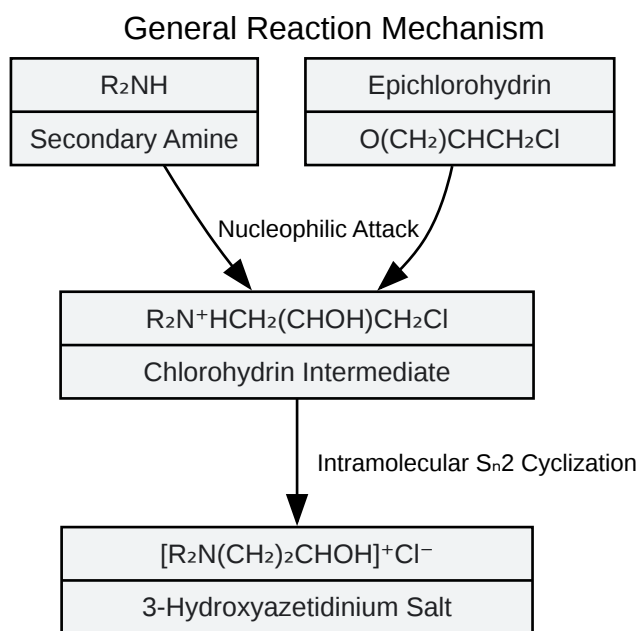 General Reaction Mechanism
R₂NH
Secondary Amine
Epichlorohydrin
O(CH₂)CHCH₂Cl
Nucleophilic Attack
R₂N⁺HCH₂(CHOH)CH₂Cl
Chlorohydrin Intermediate
Intramolecular Sₙ2 Cyclization
[R₂N(CH₂)₂CHOH]⁺Cl⁻
3-Hydroxyazetidinium Salt